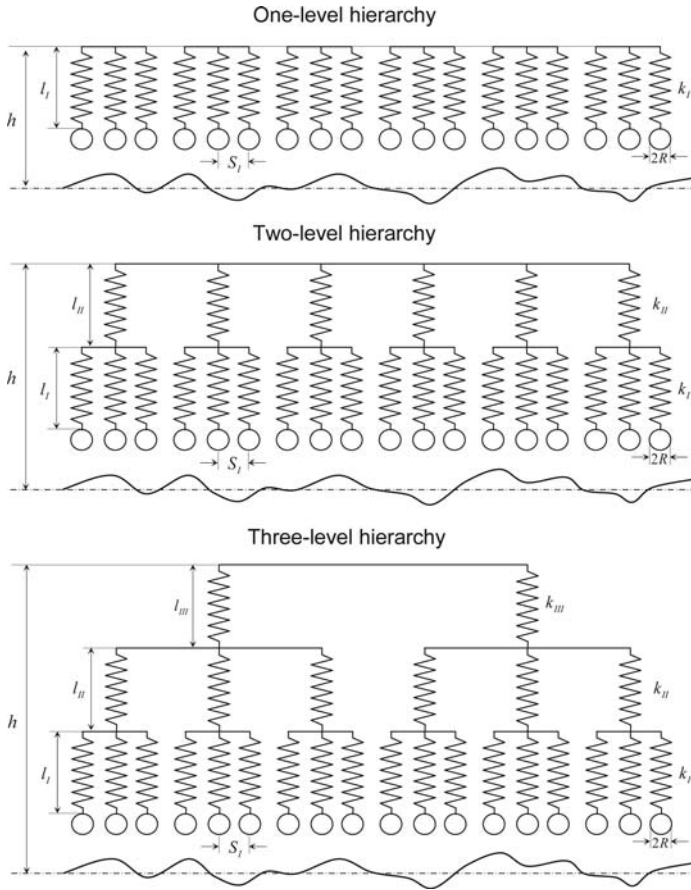 One-level hierarchy
l_I
k_I
h
S_I
2R
Two-level hierarchy
l_II
k_II
h
l_I
k_I
S_I
2R
Three-level hierarchy
l_III
k_III
l_II
k_II
h
l_I
k_I
S_I
2R